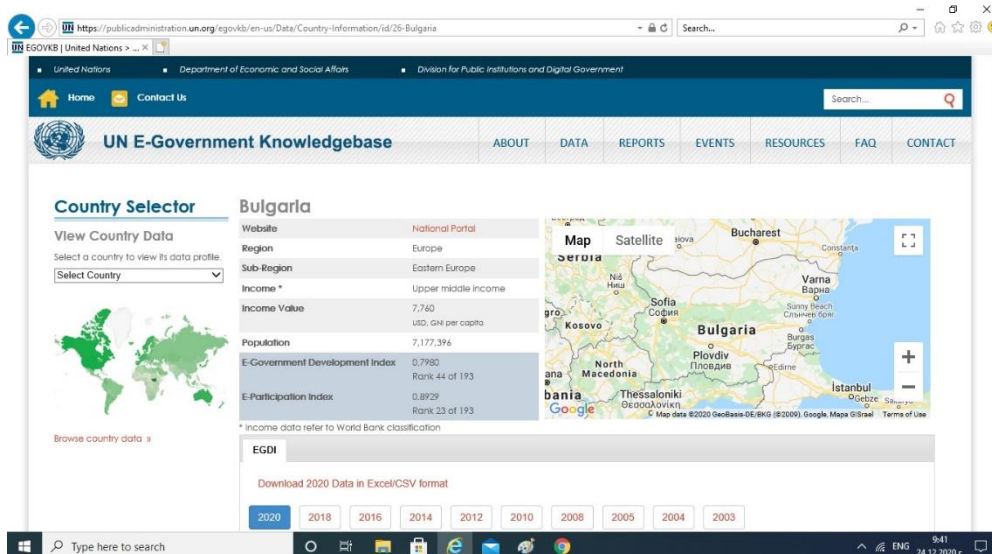 https://publicadministration.un.org/egovkb/en-us/Data/Country-Information/id/26-Bulgaria
Search...
UN EGOVKB | United Nations > ...
United Nations
Department of Economic and Social Affairs
Division for Public Institutions and Digital Government
Home
Contact Us
Search...
UN E-Government Knowledgebase
ABOUT
DATA
REPORTS
EVENTS
RESOURCES
FAQ
CONTACT
Country Selector
View Country Data
Select a country to view its data profile.
Select Country
Browse country data »
Bulgaria
Website National Portal
Region Europe
Sub-Region Eastern Europe
Income * Upper middle income
Income Value 7,760
USD, GNI per capita
Population 7,177,396
E-Government Development Index 0.7980
Rank 44 of 193
E-Participation Index 0.8929
Rank 23 of 193
* Income data refer to World Bank classification
Map
Satellite
Bucharest
Constanța
Serbia
Niš
Ниш
Varna
Варна
Sofia
София
Sunny Beach
Kosovo
Bulgaria
Burgas
Бургас
Plovdiv
Пловдив
North
Macedonia
Edirne
İstanbul
Gebze
Thessaloniki
Θεσσαλονίκη
Google
Map data ©2020 GeoBasis-DE/BKG (©2009), Google, Mapa GISrael
Terms of Use
EGDI
Download 2020 Data in Excel/CSV format
2020
2018
2016
2014
2012
2010
2008
2005
2004
2003
Type here to search
ENG
9:41
24.12.2020 г.